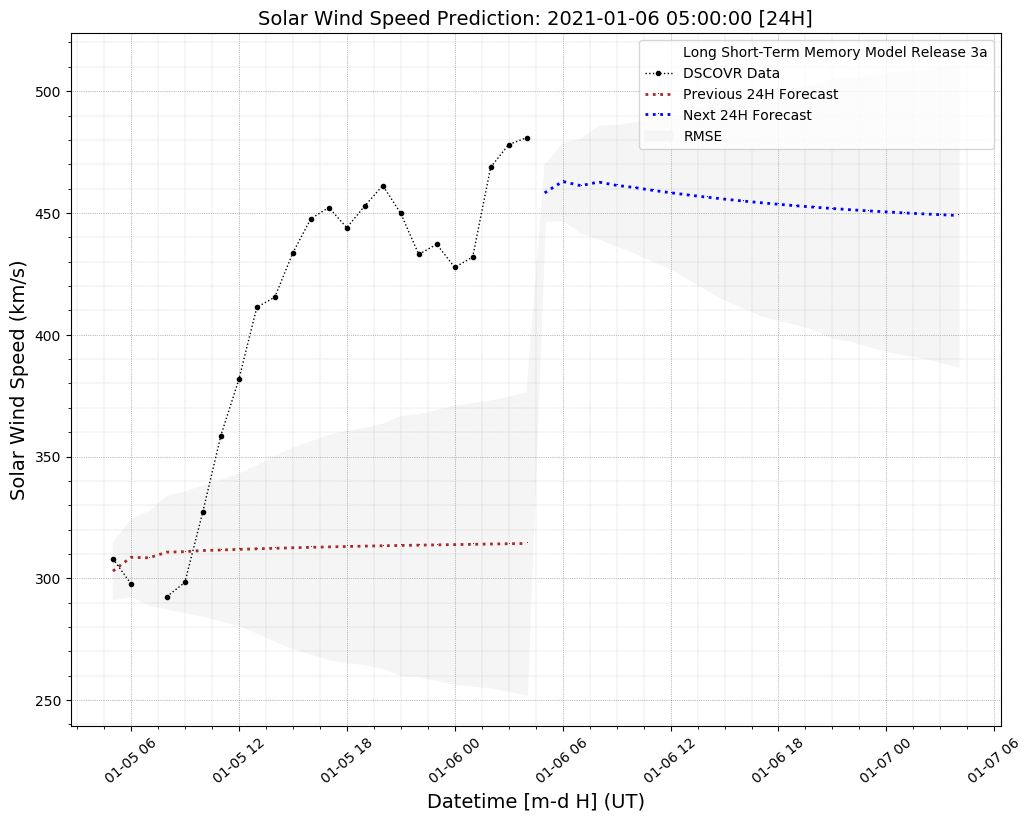 Solar Wind Speed Prediction: 2021-01-06 05:00:00 [24H]
Long Short-Term Memory Model Release 3a
DSCOVR Data
Previous 24H Forecast
Next 24H Forecast
RMSE
Solar Wind Speed (km/s)
500
450
400
350
300
250
01-05 06
01-05 12
01-05 18
01-06 00
01-06 06
01-06 12
01-06 18
01-07 00
01-07 06
Datetime [m-d H] (UT)